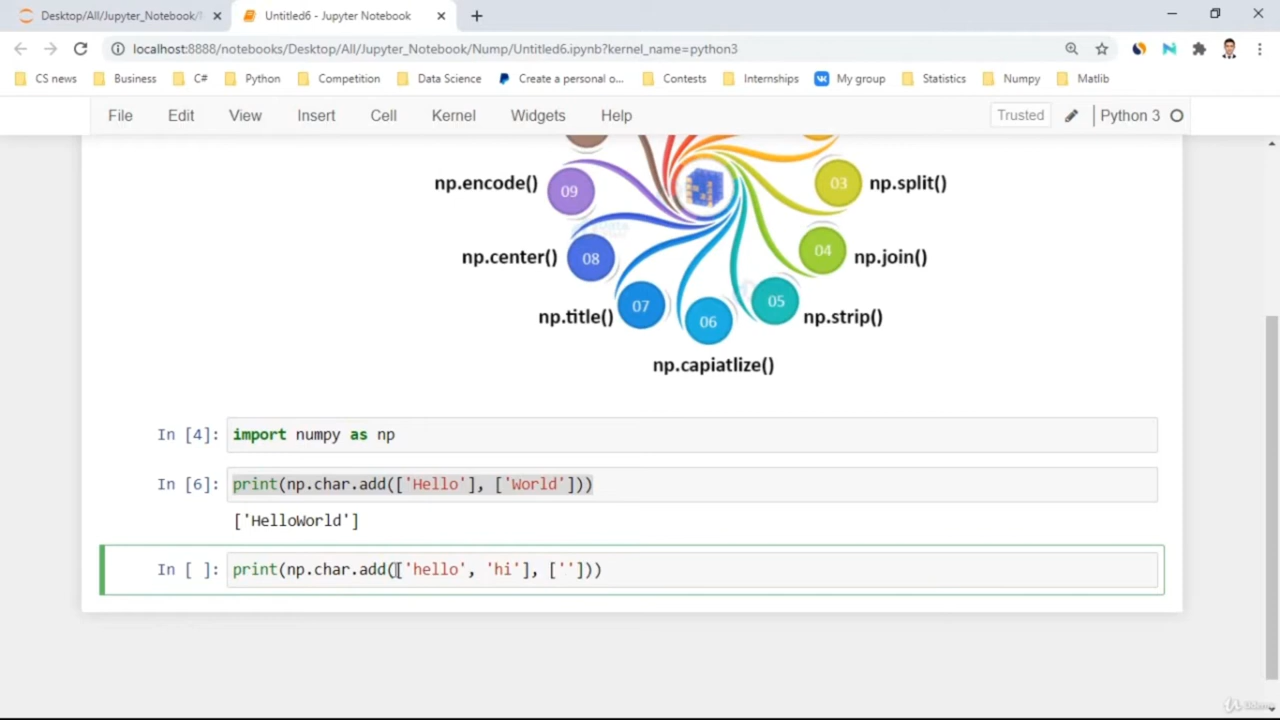 Desktop/All/Jupyter_Notebook/
Untitled6 - Jupyter Notebook
localhost:8888/notebooks/Desktop/All/Jupyter_Notebook/Nump/Untitled6.ipynb?kernel_name=python3
CS news Business C# Python Competition Data Science Create a personal o... Contests Internships My group Statistics Numpy Matlib
File Edit View Insert Cell Kernel Widgets Help Trusted Python 3
np.encode() 09 03 np.split()
np.center() 08 04 np.join()
np.title() 07 06 05 np.strip()
np.capiatlize()
In [4]: import numpy as np
In [6]: print(np.char.add(['Hello'], ['World']))
['HelloWorld']
In [ ]: print(np.char.add(['hello', 'hi'], ['']))